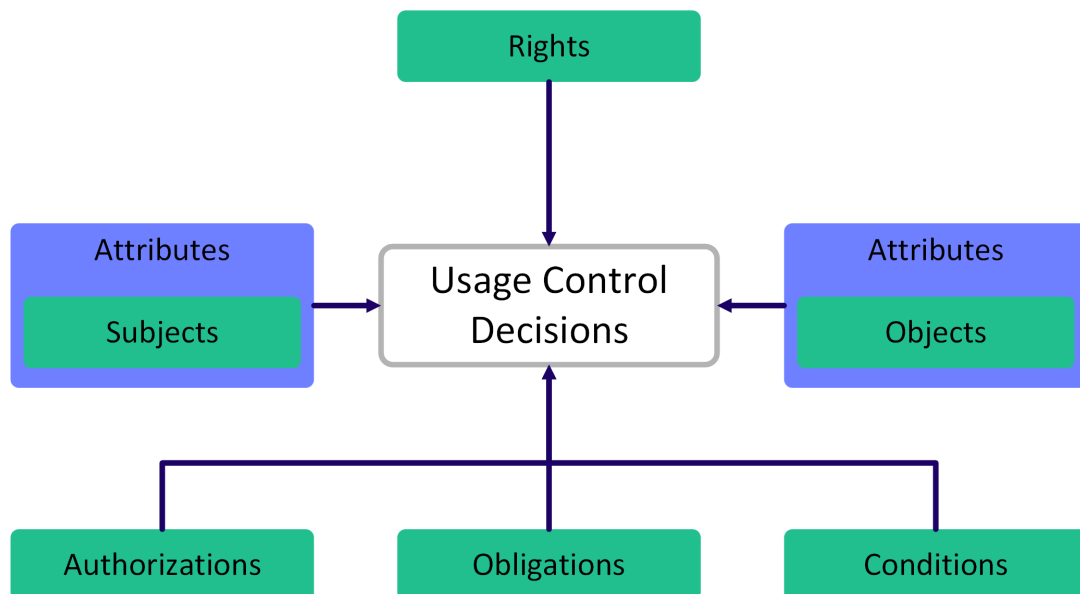 Rights
Attributes
Attributes
Usage Control
Decisions
Subjects
Objects
Authorizations
Obligations
Conditions